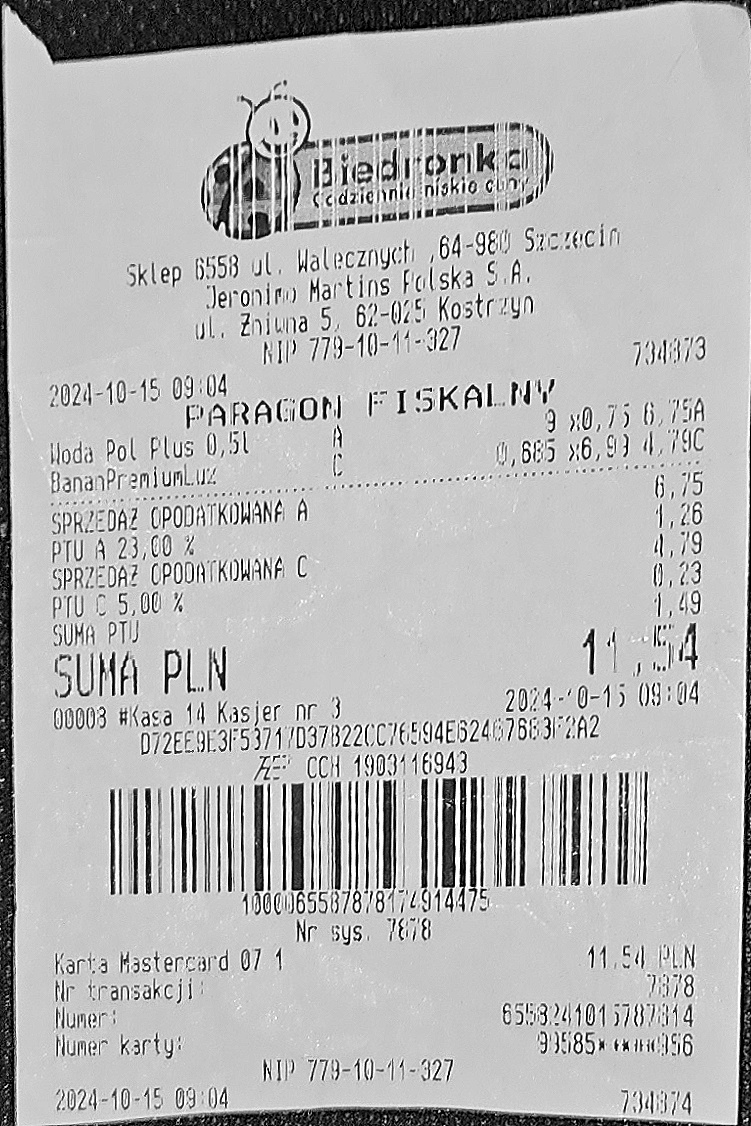 Biedronka
Codziennie niskie ceny
Sklep 6558 ul. Walecznych ,64-980 Szczecin
Jeronimo Martins Polska S.A.
ul. Żniwna 5, 62-025 Kostrzyn
NIP 779-10-11-327
2024-10-15 09:04 734873
PARAGON FISKALNY
Woda Pol Plus 0,5l A 9 x0,75 6,75A
BananPremiumLuz C 0,685 x6,99 4,79C
SPRZEDAŻ OPODATKOWANA A 6,75
PTU A 23,00 % 1,26
SPRZEDAŻ OPODATKOWANA C 4,79
PTU C 5,00 % 0,23
SUMA PTU 1,49
SUMA PLN 11,54
00003 #Kasa 14 Kasjer nr 3 2024-10-15 09:04
CCH 1903116943
Nr sys. 7878
Karta Mastercard 07 1 11.54 PLN
Nr transakcji: 7878
Numer:
Numer karty:
NIP 779-10-11-327
2024-10-15 09:04 734874